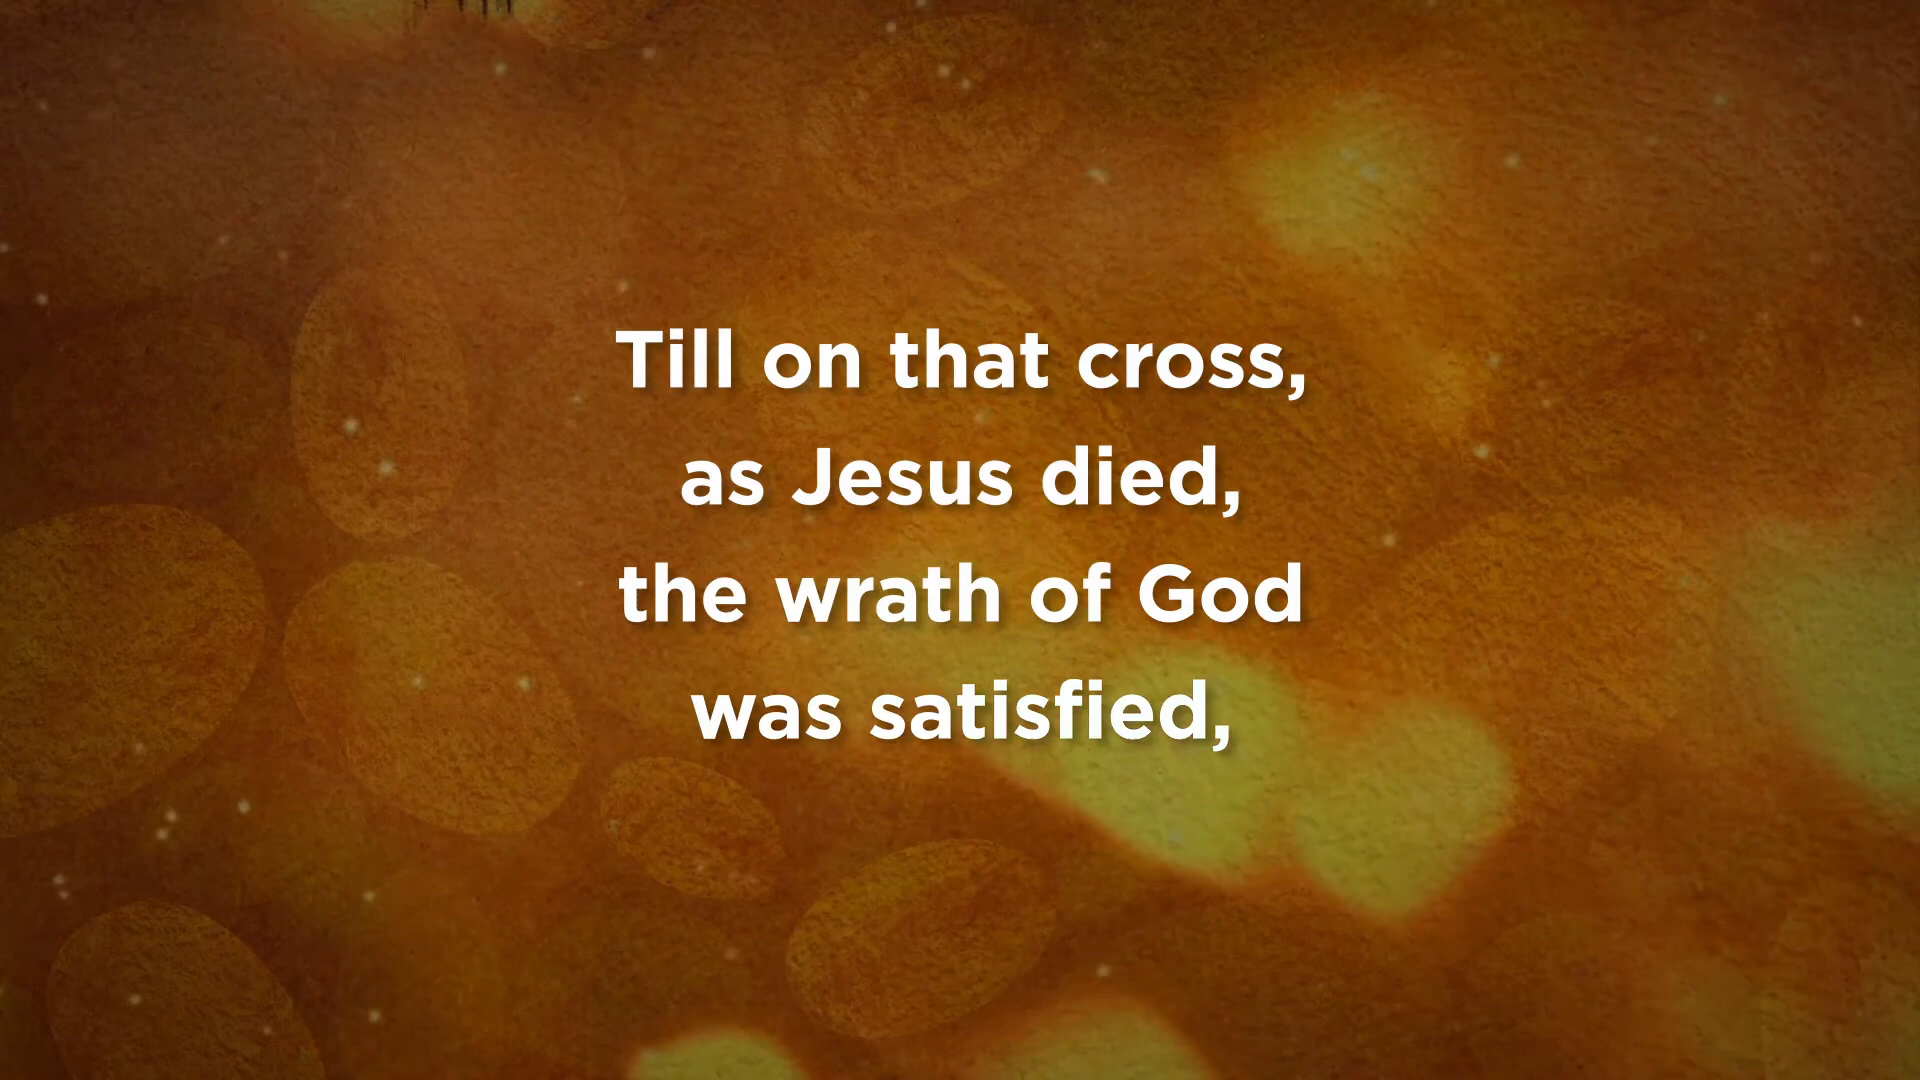 Till on that cross,
as Jesus died,
the wrath of God
was satisfied,